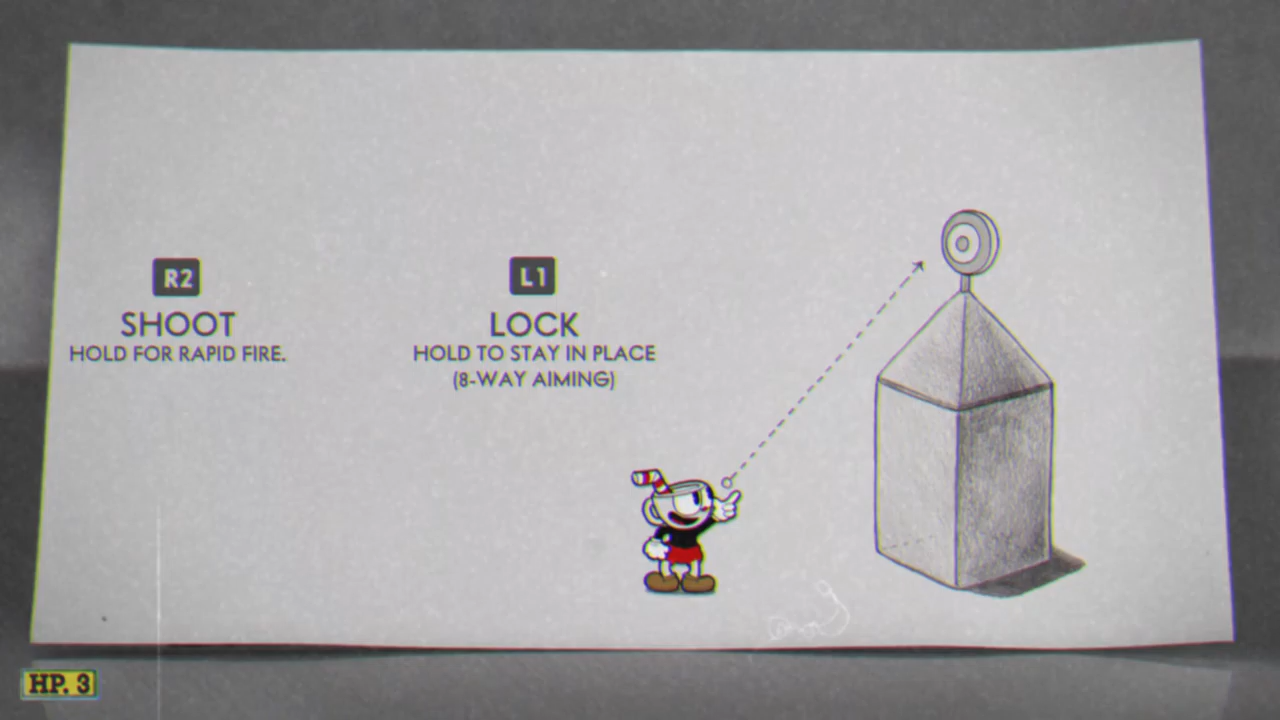 R2
SHOOT
HOLD FOR RAPID FIRE.
L1
LOCK
HOLD TO STAY IN PLACE
(8-WAY AIMING)
HP. 3